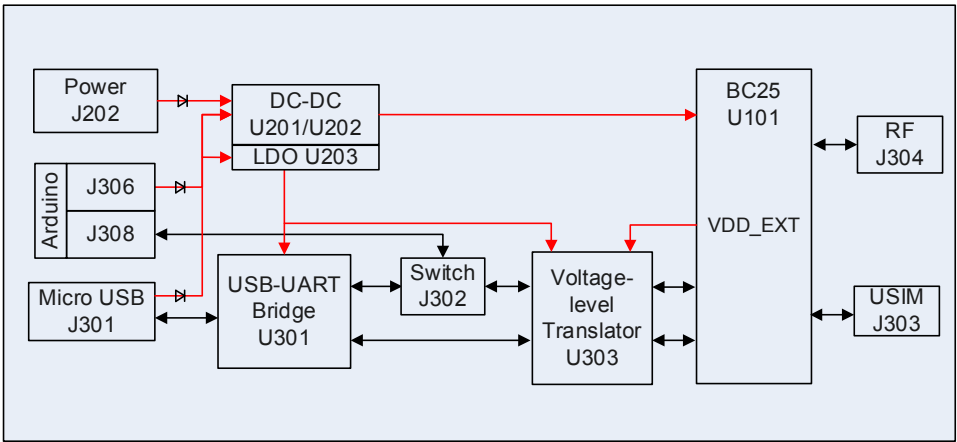 Power
J202
DC-DC
U201/U202
LDO U203
BC25
U101
RF
J304
Arduino
J306
J308
VDD_EXT
Micro USB
J301
USB-UART
Bridge
U301
Switch
J302
Voltage-
level
Translator
U303
USIM
J303